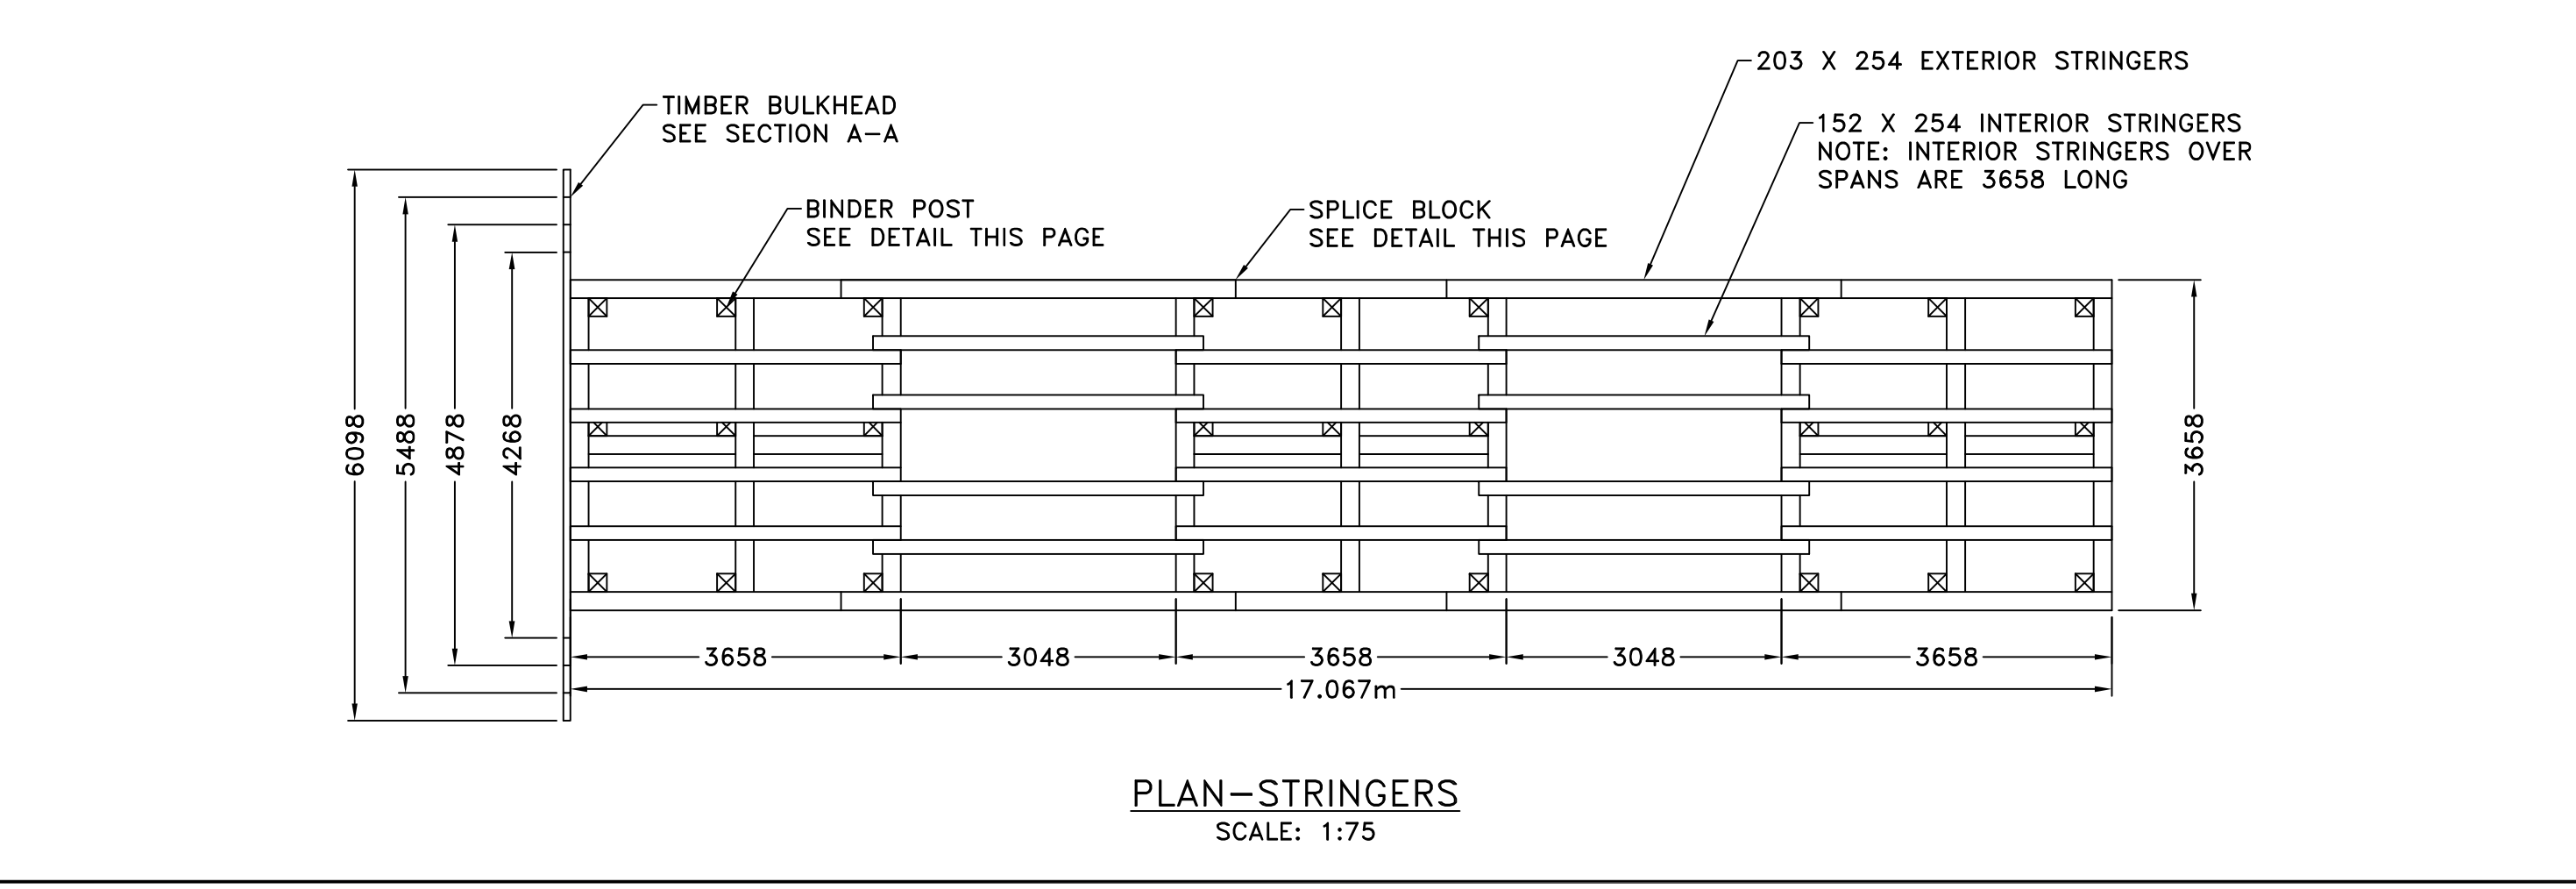 203 X 254 EXTERIOR STRINGERS
TIMBER BULKHEAD
SEE SECTION A-A
152 X 254 INTERIOR STRINGERS
NOTE: INTERIOR STRINGERS OVER
SPANS ARE 3658 LONG
BINDER POST
SEE DETAIL THIS PAGE
SPLICE BLOCK
SEE DETAIL THIS PAGE
6098
5488
4878
4268
3658
3658
3048
3658
3048
3658
17.067m
PLAN-STRINGERS
SCALE: 1:75